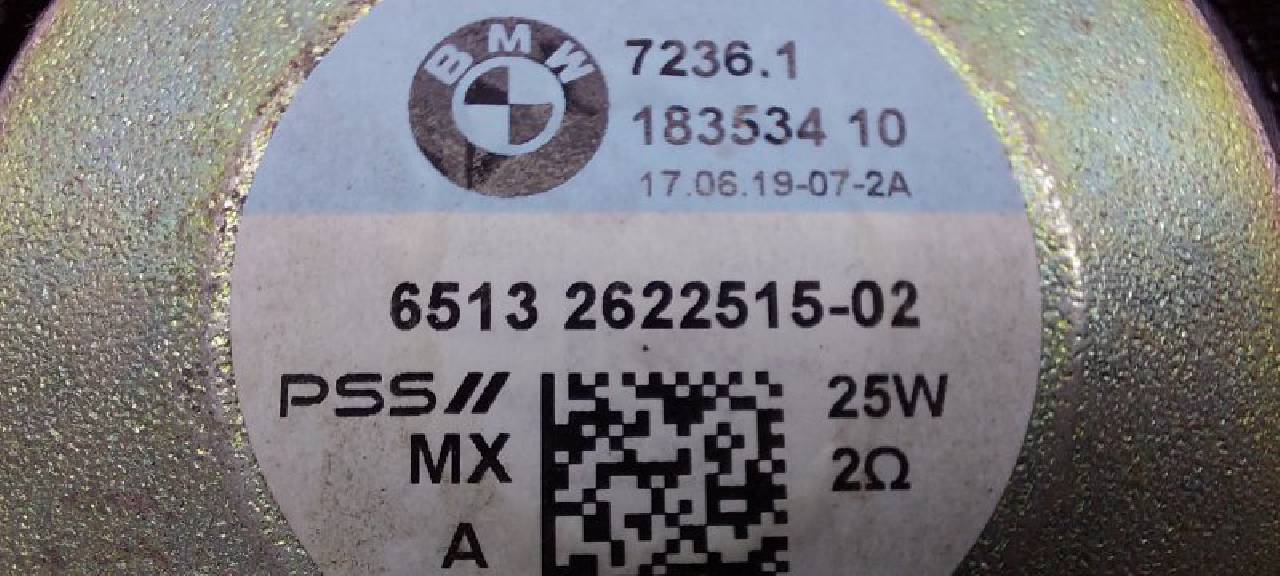 BMW
7236.1
183534 10
17.06.19-07-2A
6513 2622515-02
PSS//
25W
MX
2Ω
A